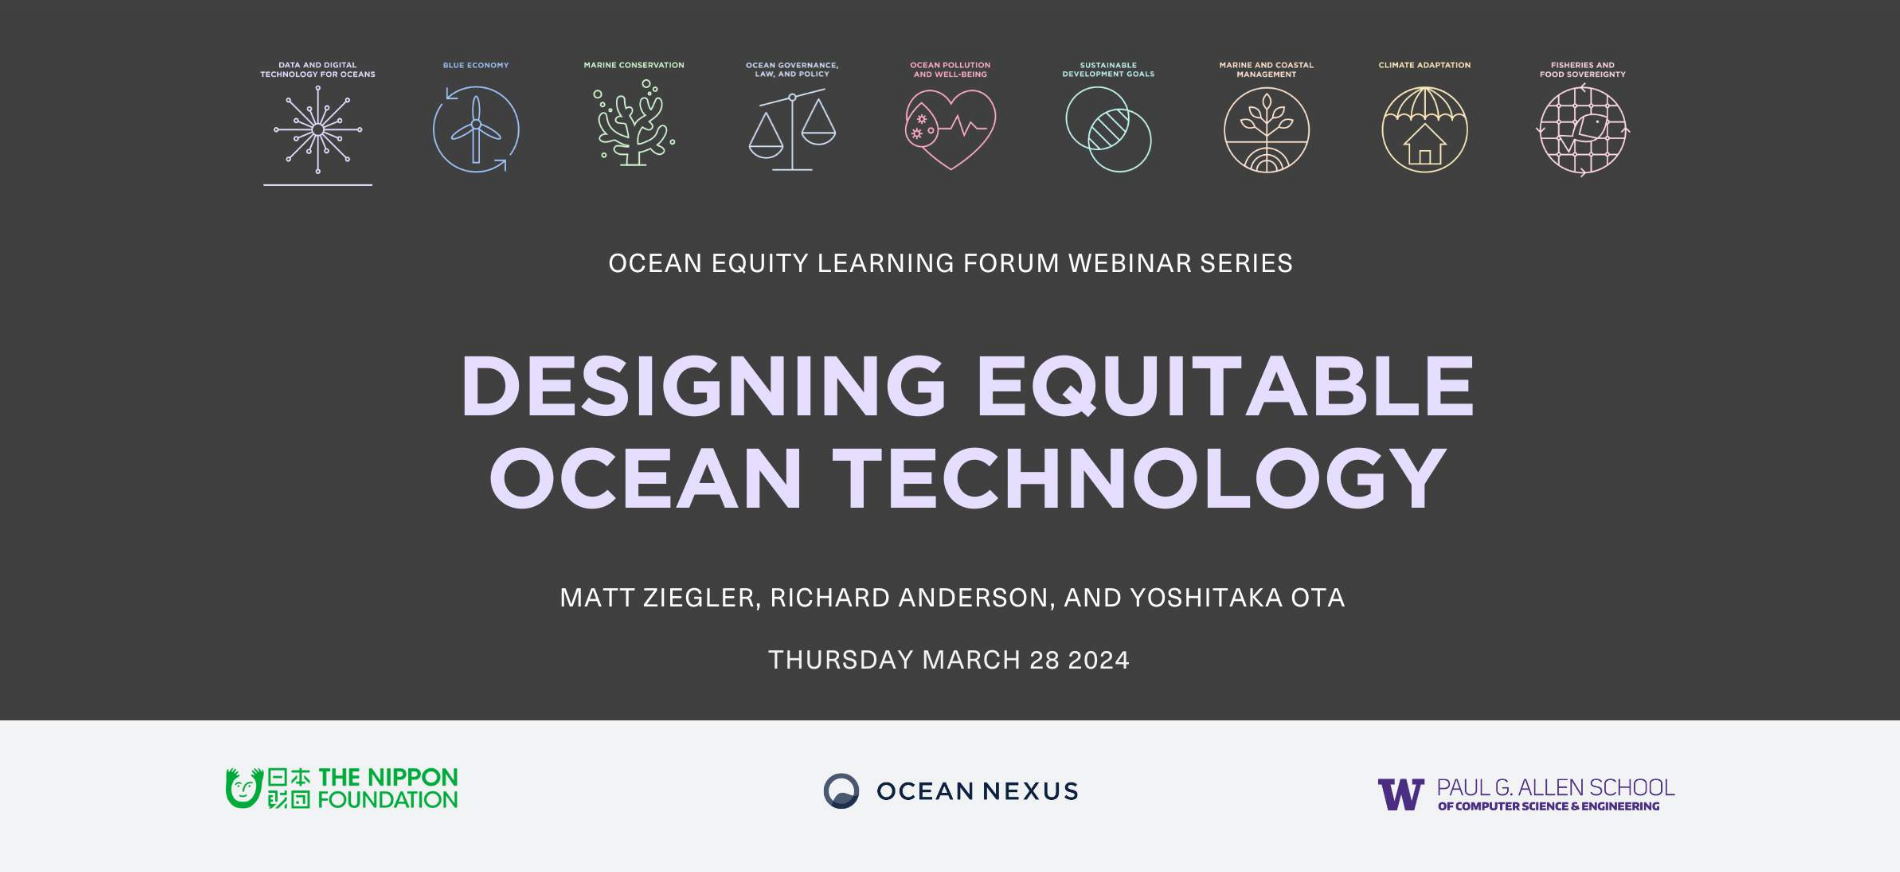 DATA AND DIGITAL
TECHNOLOGY FOR OCEANS
BLUE ECONOMY
MARINE CONSERVATION
OCEAN GOVERNANCE,
LAW, AND POLICY
OCEAN POLLUTION
AND WELL-BEING
SUSTAINABLE
DEVELOPMENT GOALS
MARINE AND COASTAL
MANAGEMENT
CLIMATE ADAPTATION
FISHERIES AND
FOOD SOVEREIGNTY
OCEAN EQUITY LEARNING FORUM WEBINAR SERIES
DESIGNING EQUITABLE
OCEAN TECHNOLOGY
MATT ZIEGLER, RICHARD ANDERSON, AND YOSHITAKA OTA
THURSDAY MARCH 28 2024
日本 THE NIPPON
財団 FOUNDATION
OCEAN NEXUS
W PAUL G. ALLEN SCHOOL
OF COMPUTER SCIENCE & ENGINEERING